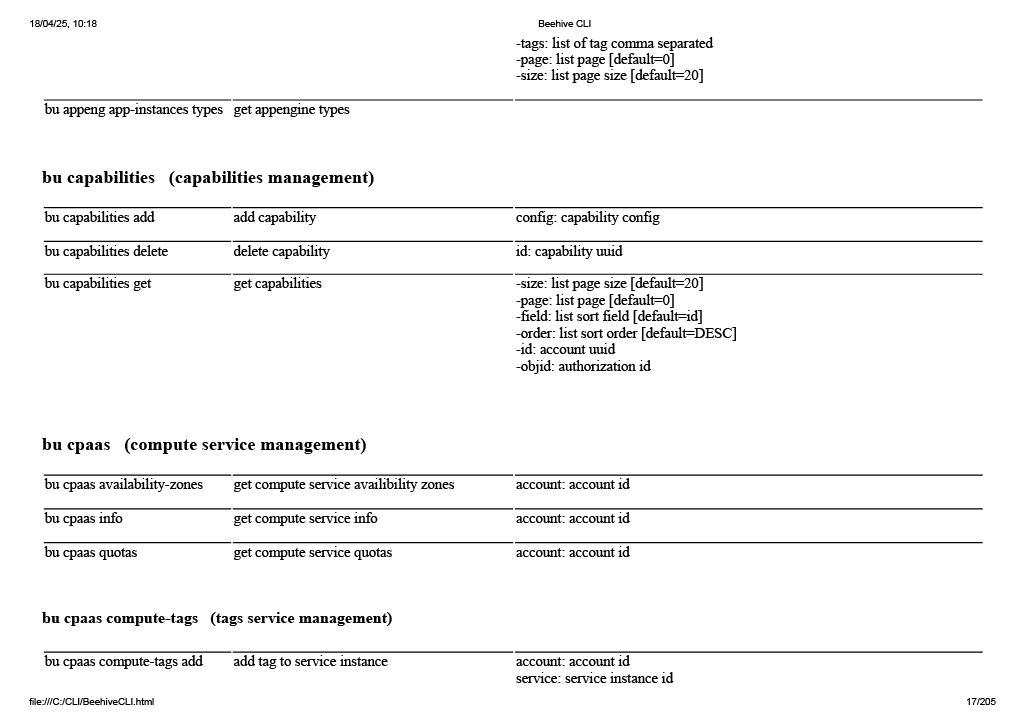 18/04/25, 10:18 Beehive CLI
-tags: list of tag comma separated
-page: list page [default=0]
-size: list page size [default=20]
bu appeng app-instances types get appengine types
bu capabilities (capabilities management)
bu capabilities add add capability config: capability config
bu capabilities delete delete capability id: capability uuid
bu capabilities get get capabilities -size: list page size [default=20]
-page: list page [default=0]
-field: list sort field [default=id]
-order: list sort order [default=DESC]
-id: account uuid
-objid: authorization id
bu cpaas (compute service management)
bu cpaas availability-zones get compute service availibility zones account: account id
bu cpaas info get compute service info account: account id
bu cpaas quotas get compute service quotas account: account id
bu cpaas compute-tags (tags service management)
bu cpaas compute-tags add add tag to service instance account: account id
service: service instance id
file:///C:/CLI/BeehiveCLI.html 17/205